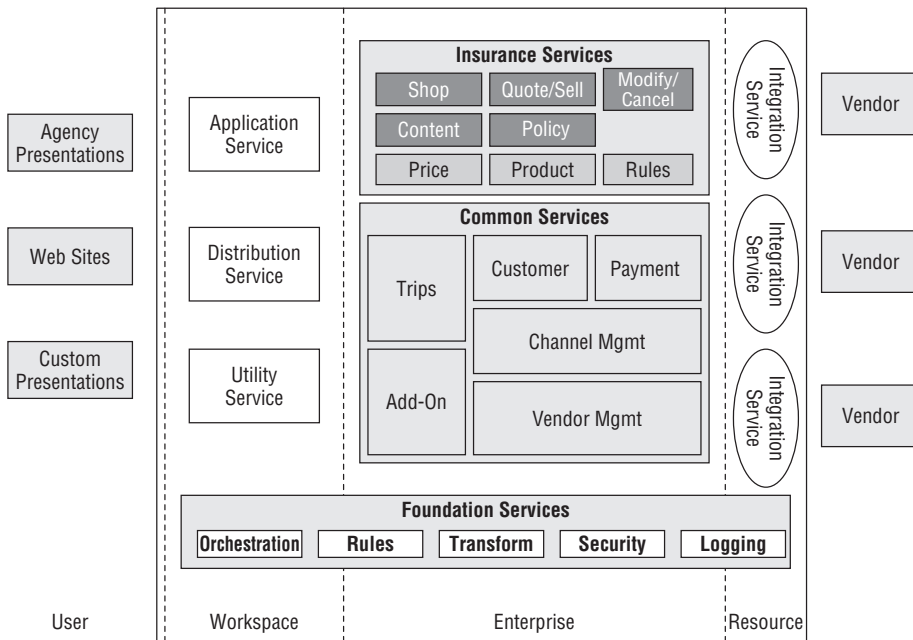 Agency
Presentations
Web Sites
Custom
Presentations
Application
Service
Distribution
Service
Utility
Service
Insurance Services
Shop
Quote/Sell
Modify/
Cancel
Content
Policy
Price
Product
Rules
Common Services
Trips
Customer
Payment
Channel Mgmt
Add-On
Vendor Mgmt
Integration
Service
Integration
Service
Integration
Service
Vendor
Vendor
Vendor
Foundation Services
Orchestration
Rules
Transform
Security
Logging
User
Workspace
Enterprise
Resource